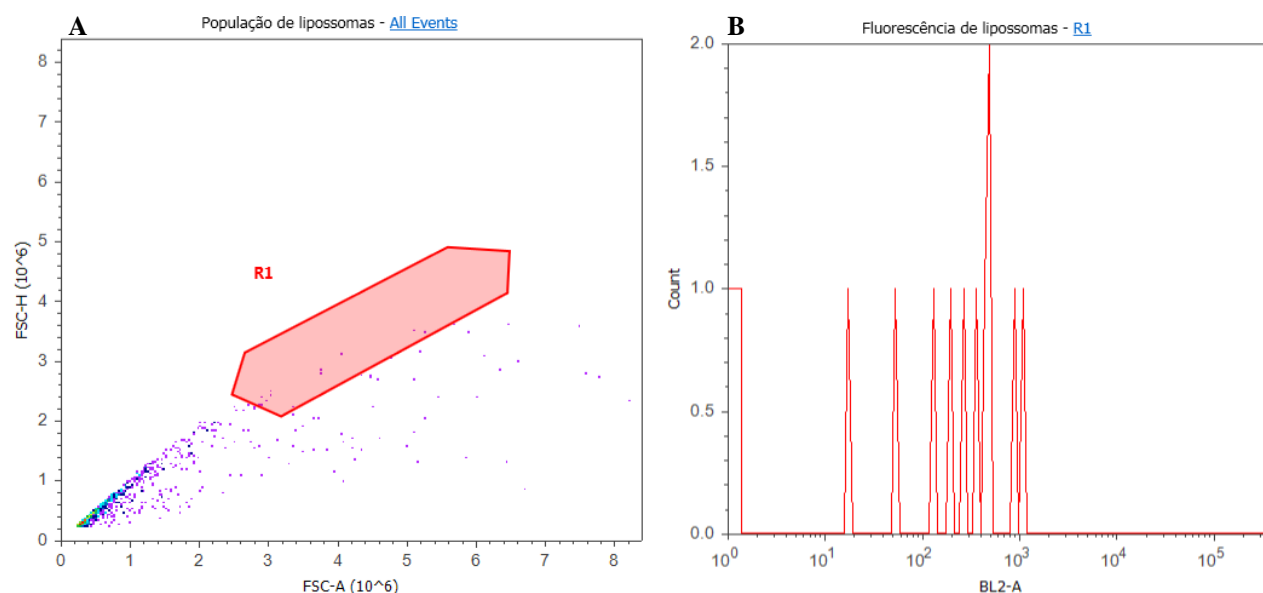 A
População de lipossomas - All Events
8
7
6
5
4
3
2
1
0
FSC-H (10^6)
R1
0 1 2 3 4 5 6 7 8
FSC-A (10^6)
B
Fluorescência de lipossomas - R1
2.0
1.5
1.0
0.5
0.0
Count
10^0 10^1 10^2 10^3 10^4 10^5
BL2-A